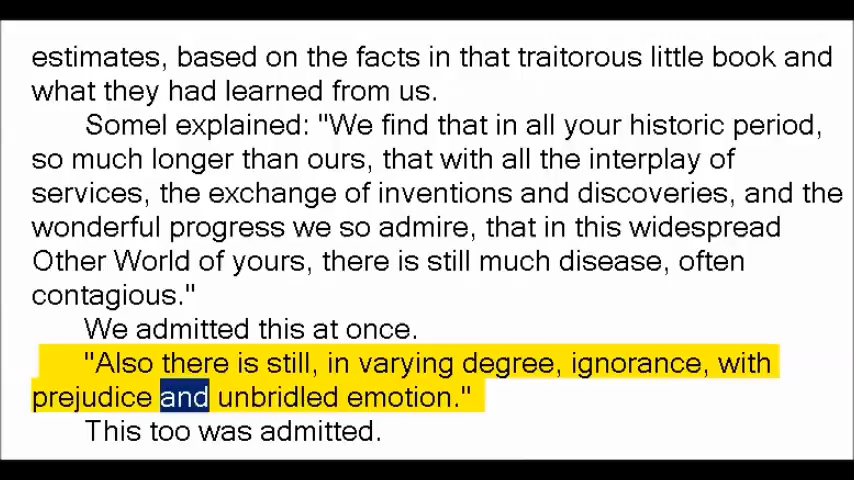 estimates, based on the facts in that traitorous little book and
what they had learned from us.
Somel explained: "We find that in all your historic period,
so much longer than ours, that with all the interplay of
services, the exchange of inventions and discoveries, and the
wonderful progress we so admire, that in this widespread
Other World of yours, there is still much disease, often
contagious."
We admitted this at once.
"Also there is still, in varying degree, ignorance, with
prejudice and unbridled emotion."
This too was admitted.